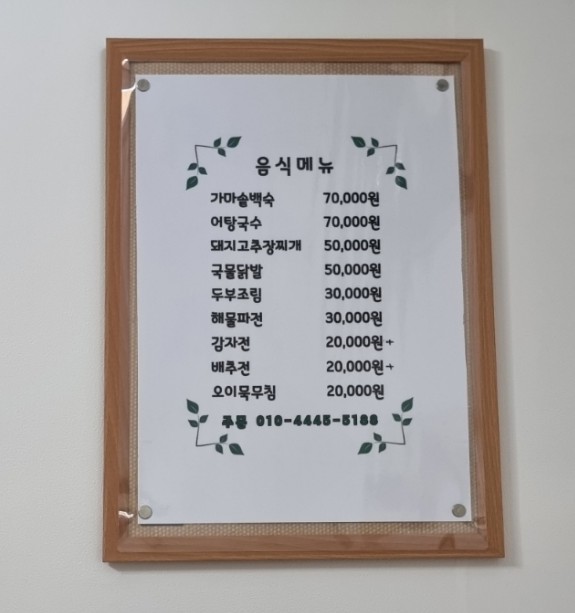 음식메뉴
가마솥백숙 70,000원
어탕국수 70,000원
돼지고추장찌개 50,000원
국물닭발 50,000원
두부조림 30,000원
해물파전 30,000원
감자전 20,000원+
배추전 20,000원+
오이묵무침 20,000원
주문 010-4445-5188